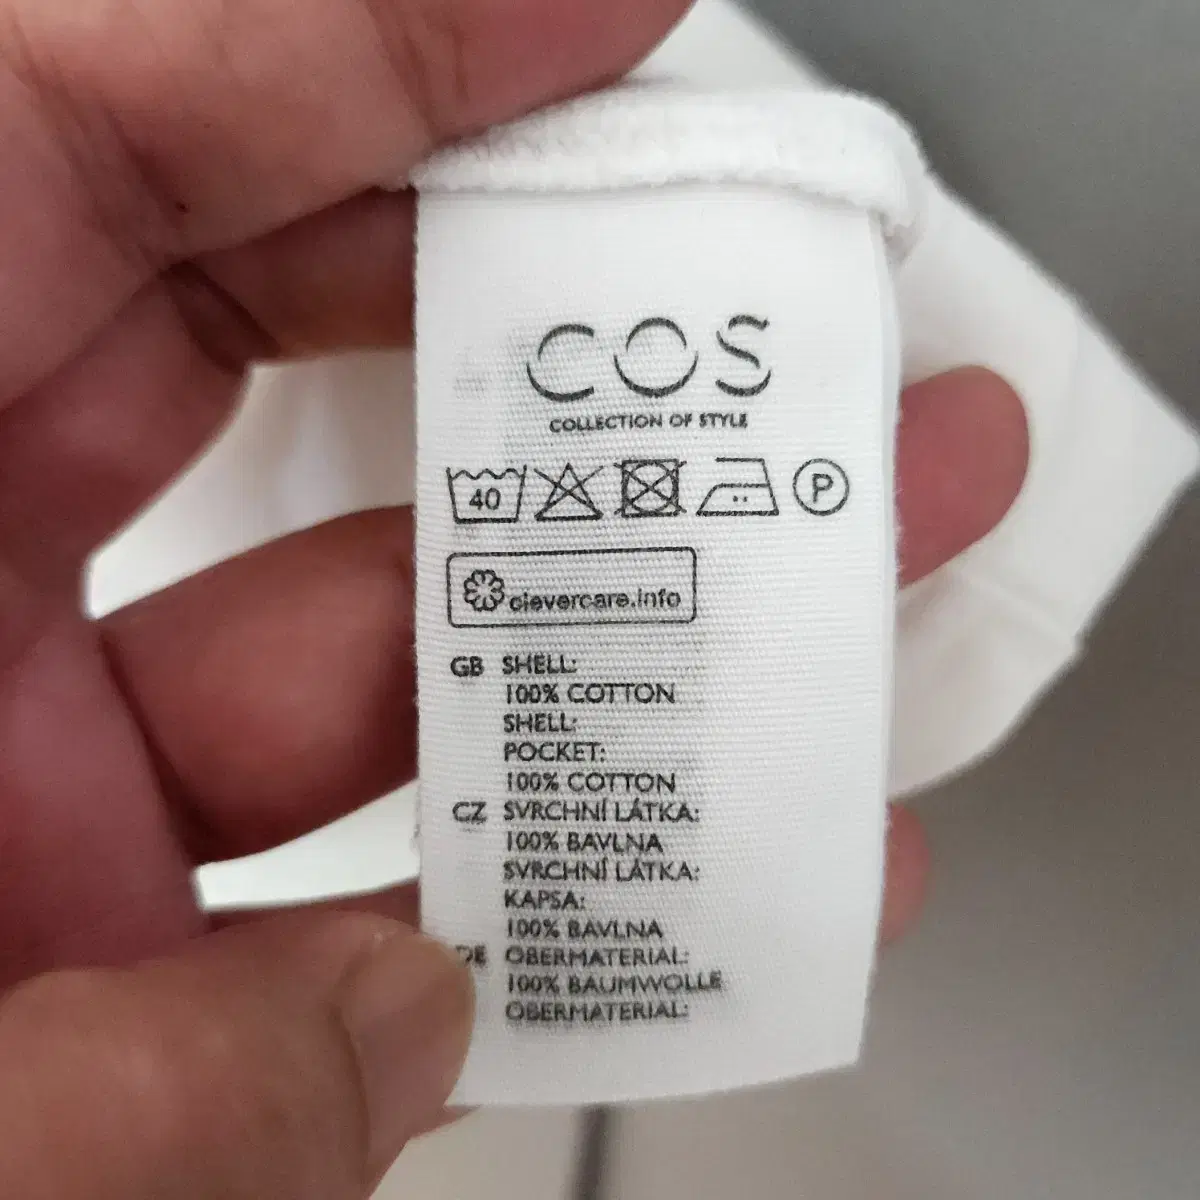 COS
COLLECTION OF STYLE
40 P
clevercare.info
GB SHELL:
100% COTTON
SHELL:
POCKET:
100% COTTON
CZ SVRCHNÍ LÁTKA:
100% BAVLNA
SVRCHNÍ LÁTKA:
KAPSA:
100% BAVLNA
DE OBERMATERIAL:
100% BAUMWOLLE
OBERMATERIAL: